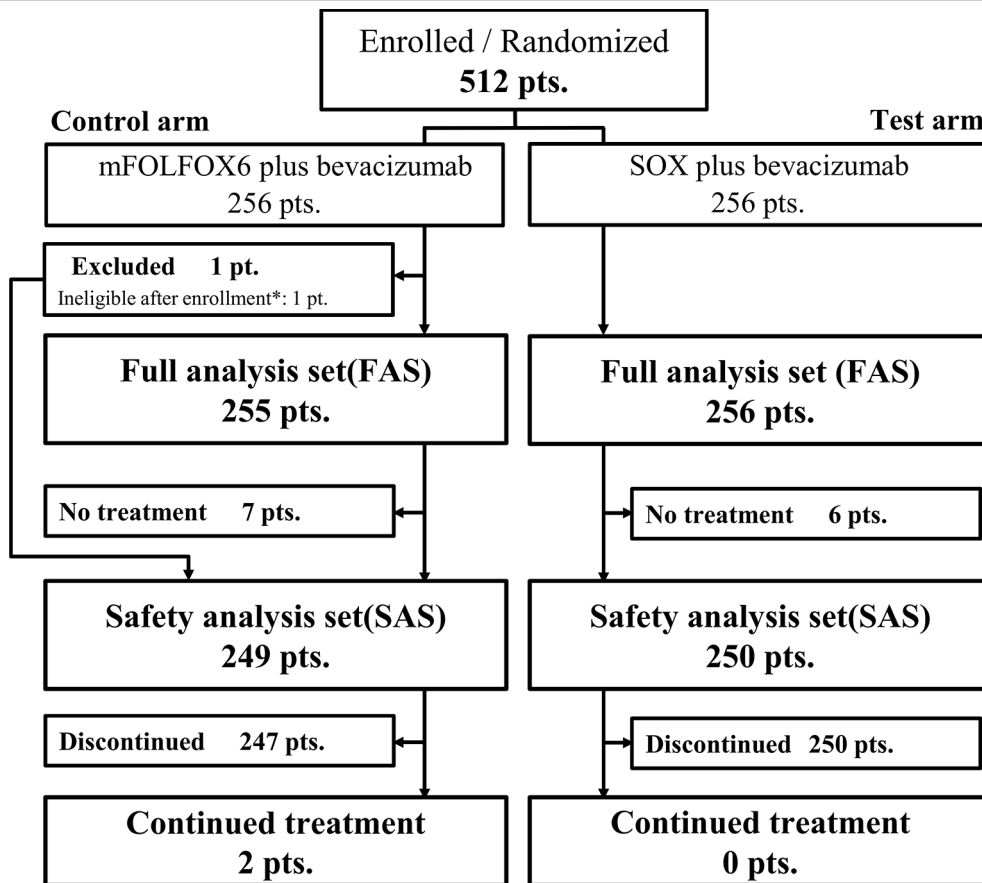 Enrolled / Randomized
512 pts.
Control arm
Test arm
mFOLFOX6 plus bevacizumab
256 pts.
SOX plus bevacizumab
256 pts.
Excluded 1 pt.
Ineligible after enrollment*: 1 pt.
Full analysis set(FAS)
255 pts.
Full analysis set (FAS)
256 pts.
No treatment 7 pts.
No treatment 6 pts.
Safety analysis set(SAS)
249 pts.
Safety analysis set(SAS)
250 pts.
Discontinued 247 pts.
Discontinued 250 pts.
Continued treatment
2 pts.
Continued treatment
0 pts.